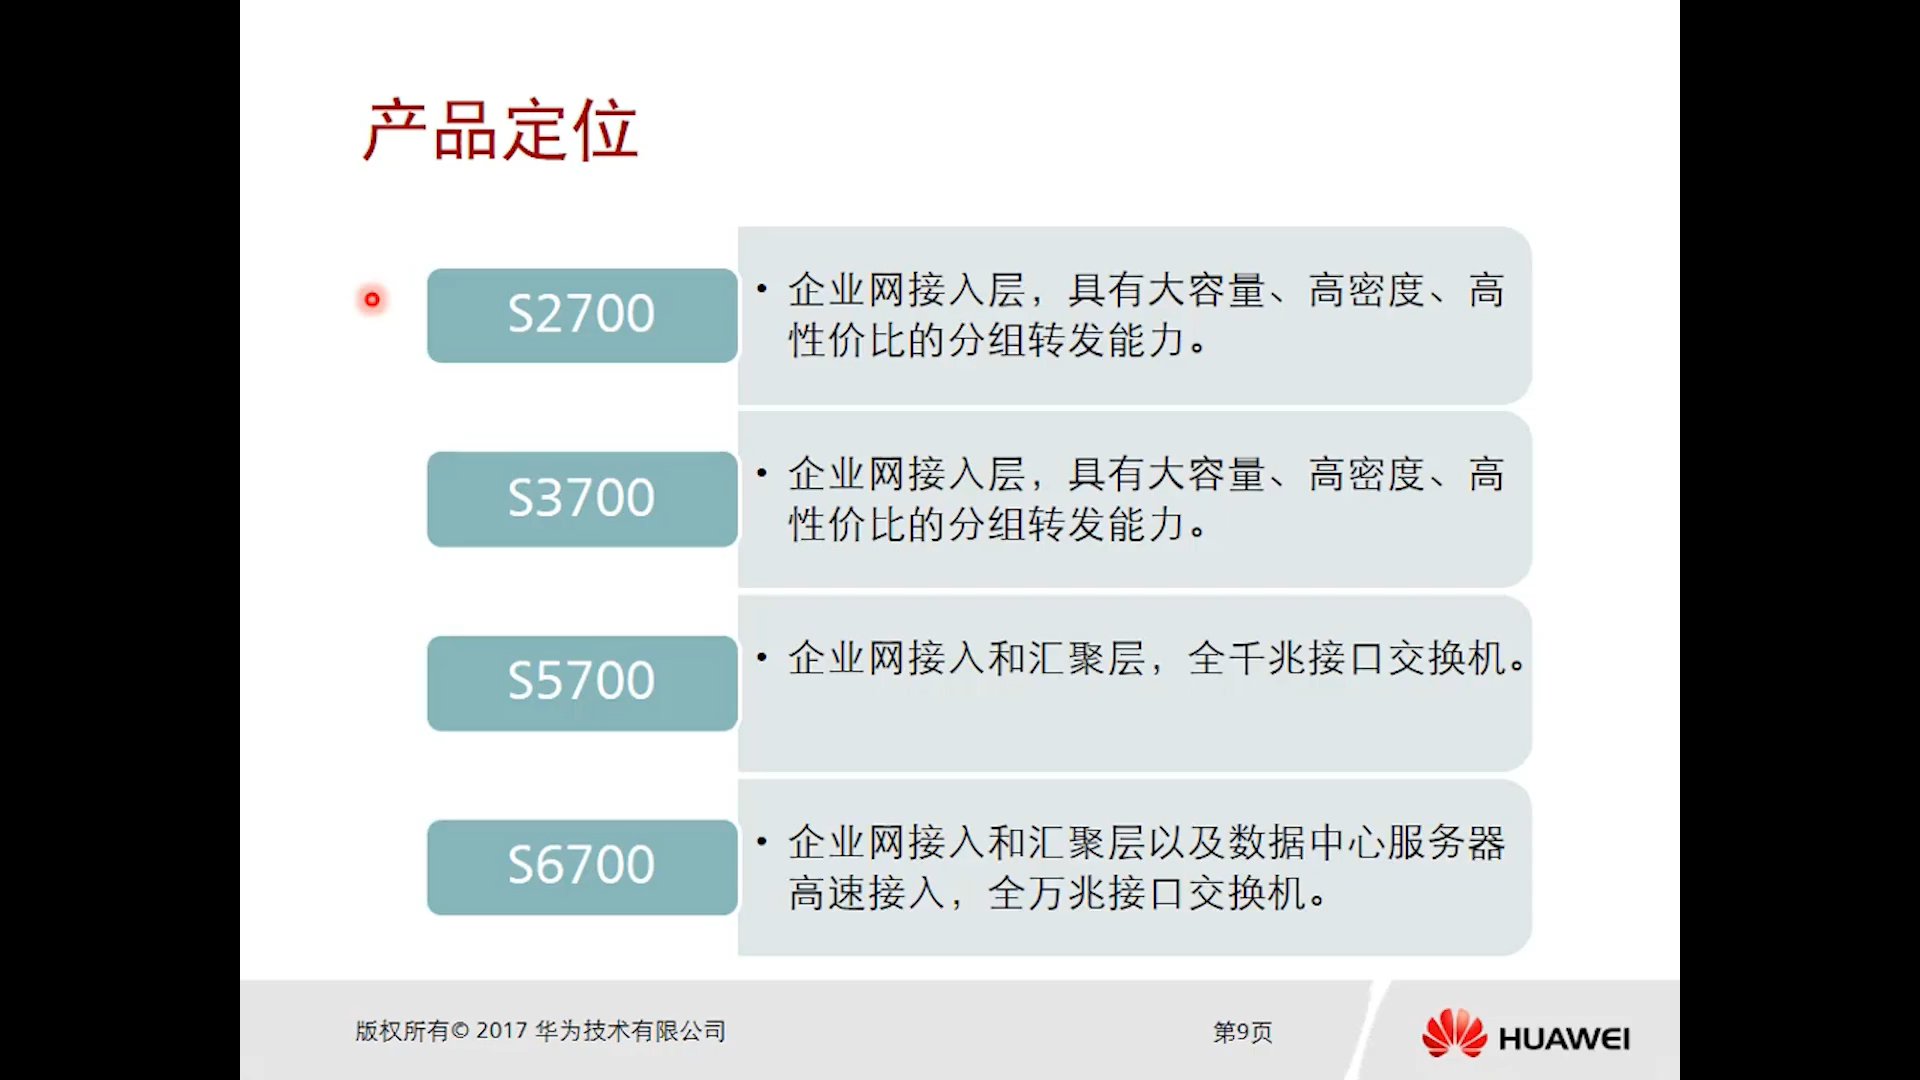 产品定位
S2700
• 企业网接入层，具有大容量、高密度、高
性价比的分组转发能力。
S3700
• 企业网接入层，具有大容量、高密度、高
性价比的分组转发能力。
S5700
• 企业网接入和汇聚层，全千兆接口交换机。
S6700
• 企业网接入和汇聚层以及数据中心服务器
高速接入，全万兆接口交换机。
版权所有© 2017 华为技术有限公司
第9页
HUAWEI